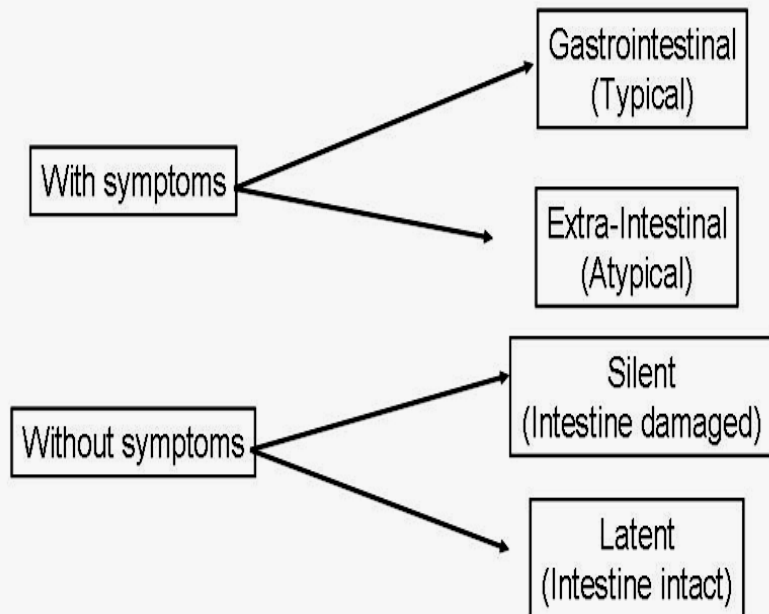 Gastrointestinal
(Typical)
With symptoms
Extra-Intestinal
(Atypical)
Silent
(Intestine damaged)
Without symptoms
Latent
(Intestine intact)